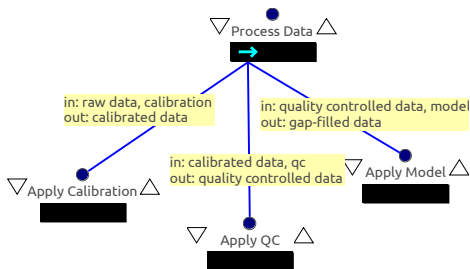 Process Data
in: raw data, calibration
out: calibrated data
in: quality controlled data, model
out: gap-filled data
in: calibrated data, qc
out: quality controlled data
Apply Calibration
Apply Model
Apply QC